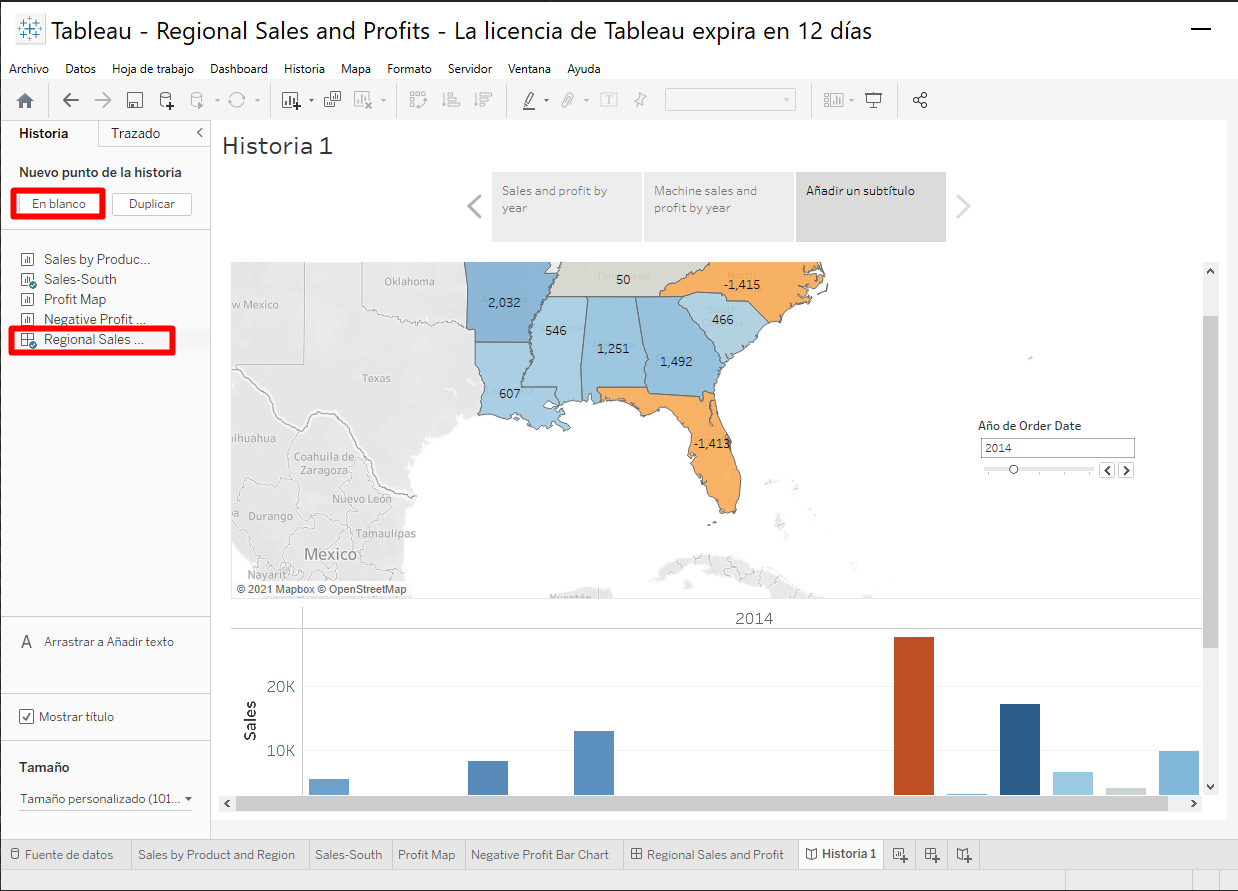 Tableau - Regional Sales and Profits - La licencia de Tableau expira en 12 días
Archivo Datos Hoja de trabajo Dashboard Historia Mapa Formato Servidor Ventana Ayuda
Historia Trazado
Nuevo punto de la historia
En blanco Duplicar
Sales by Produc...
Sales-South
Profit Map
Negative Profit ...
Regional Sales ...
A Arrastrar a Añadir texto
Mostrar título
Tamaño
Tamaño personalizado (101...
Historia 1
Sales and profit by
year
Machine sales and
profit by year
Añadir un subtítulo
Oklahoma
w Mexico
Texas
ihuahua
Coahuila de
Zaragoza
Nuevo León
Durango
Tamaulipas
Mexico
Nayarit
2,032
50
-1,415
546
466
1,251
1,492
607
-1,413
© 2021 Mapbox © OpenStreetMap
Año de Order Date
2014
2014
Sales
20K
10K
Fuente de datos Sales by Product and Region Sales-South Profit Map Negative Profit Bar Chart Regional Sales and Profit Historia 1